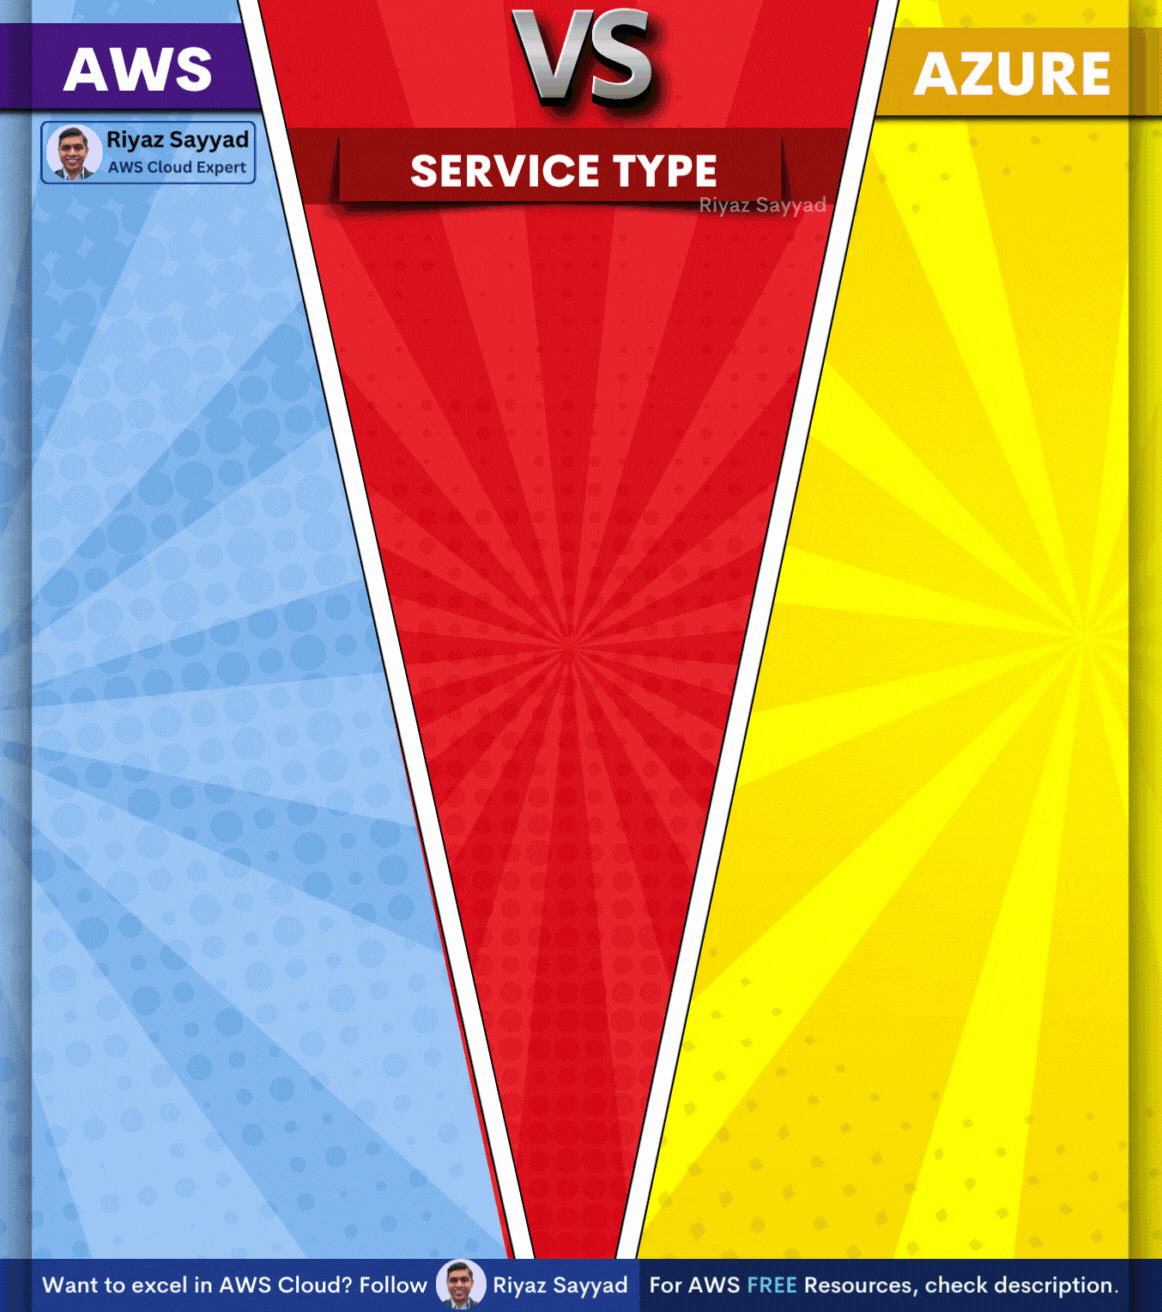 VS
AWS
AZURE
Riyaz Sayyad
AWS Cloud Expert
SERVICE TYPE
Riyaz Sayyad
Want to excel in AWS Cloud? Follow Riyaz Sayyad For AWS FREE Resources, check description.